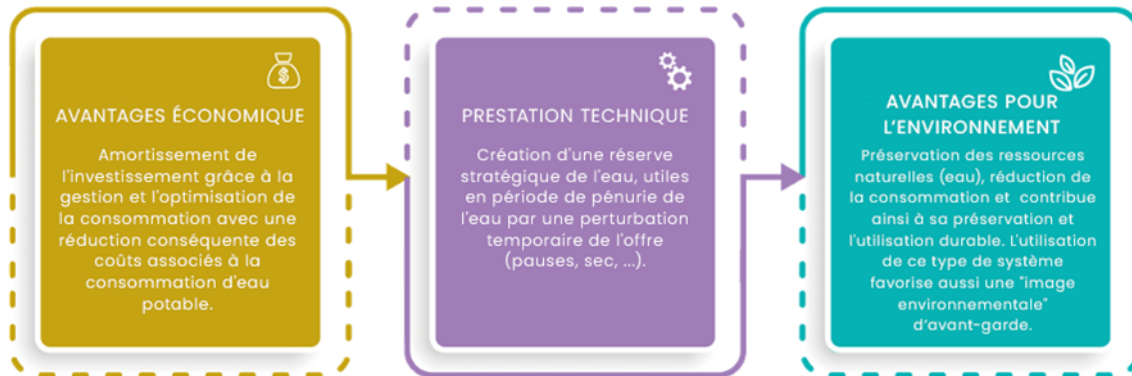 AVANTAGES ÉCONOMIQUE
Amortissement de
l'investissement grâce à la
gestion et l'optimisation de
la consommation avec une
réduction conséquente des
coûts associés à la
consommation d'eau
potable.
PRESTATION TECHNIQUE
Création d'une réserve
stratégique de l'eau, utiles
en période de pénurie de
l'eau par une perturbation
temporaire de l'offre
(pauses, sec, ...).
AVANTAGES POUR
L'ENVIRONNEMENT
Préservation des ressources
naturelles (eau), réduction de
la consommation et contribue
ainsi à sa préservation et
l'utilisation durable. L'utilisation
de ce type de système
favorise aussi une "image
environnementale"
d'avant-garde.